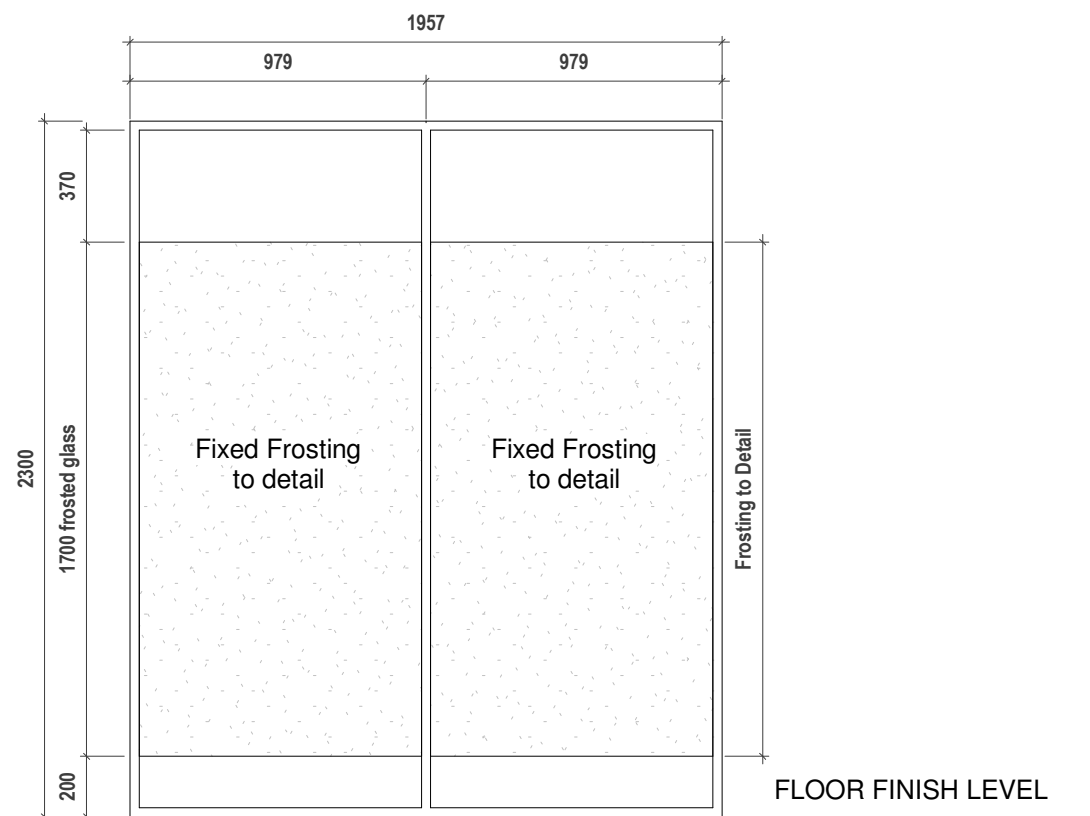 1957
979
979
370
2300
1700 frosted glass
200
Fixed Frosting
to detail
Fixed Frosting
to detail
Frosting to Detail
FLOOR FINISH LEVEL